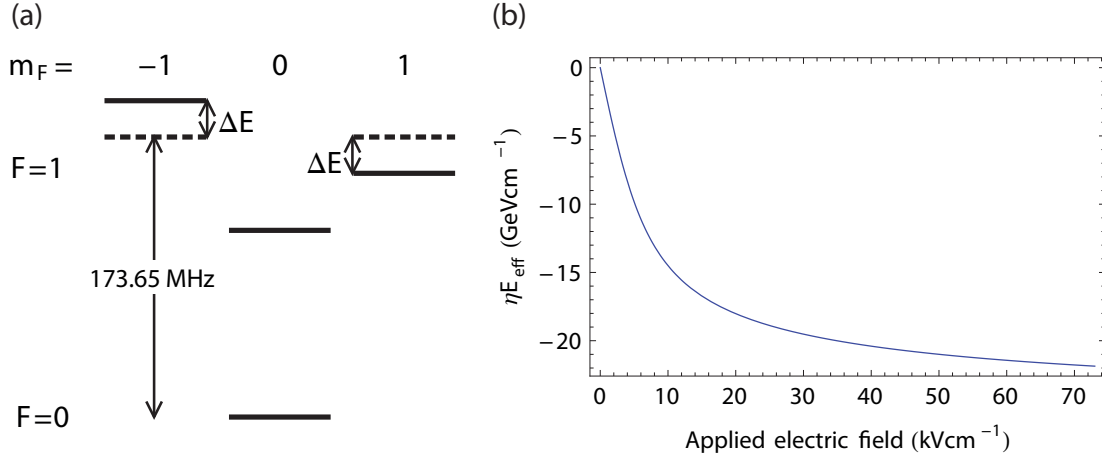 (a)
m_F = −1 0 1
ΔE
F=1
ΔE
173.65 MHz
F=0
(b)
ηE_eff (GeVcm⁻¹)
0
−5
−10
−15
−20
0 10 20 30 40 50 60 70
Applied electric field (kVcm⁻¹)